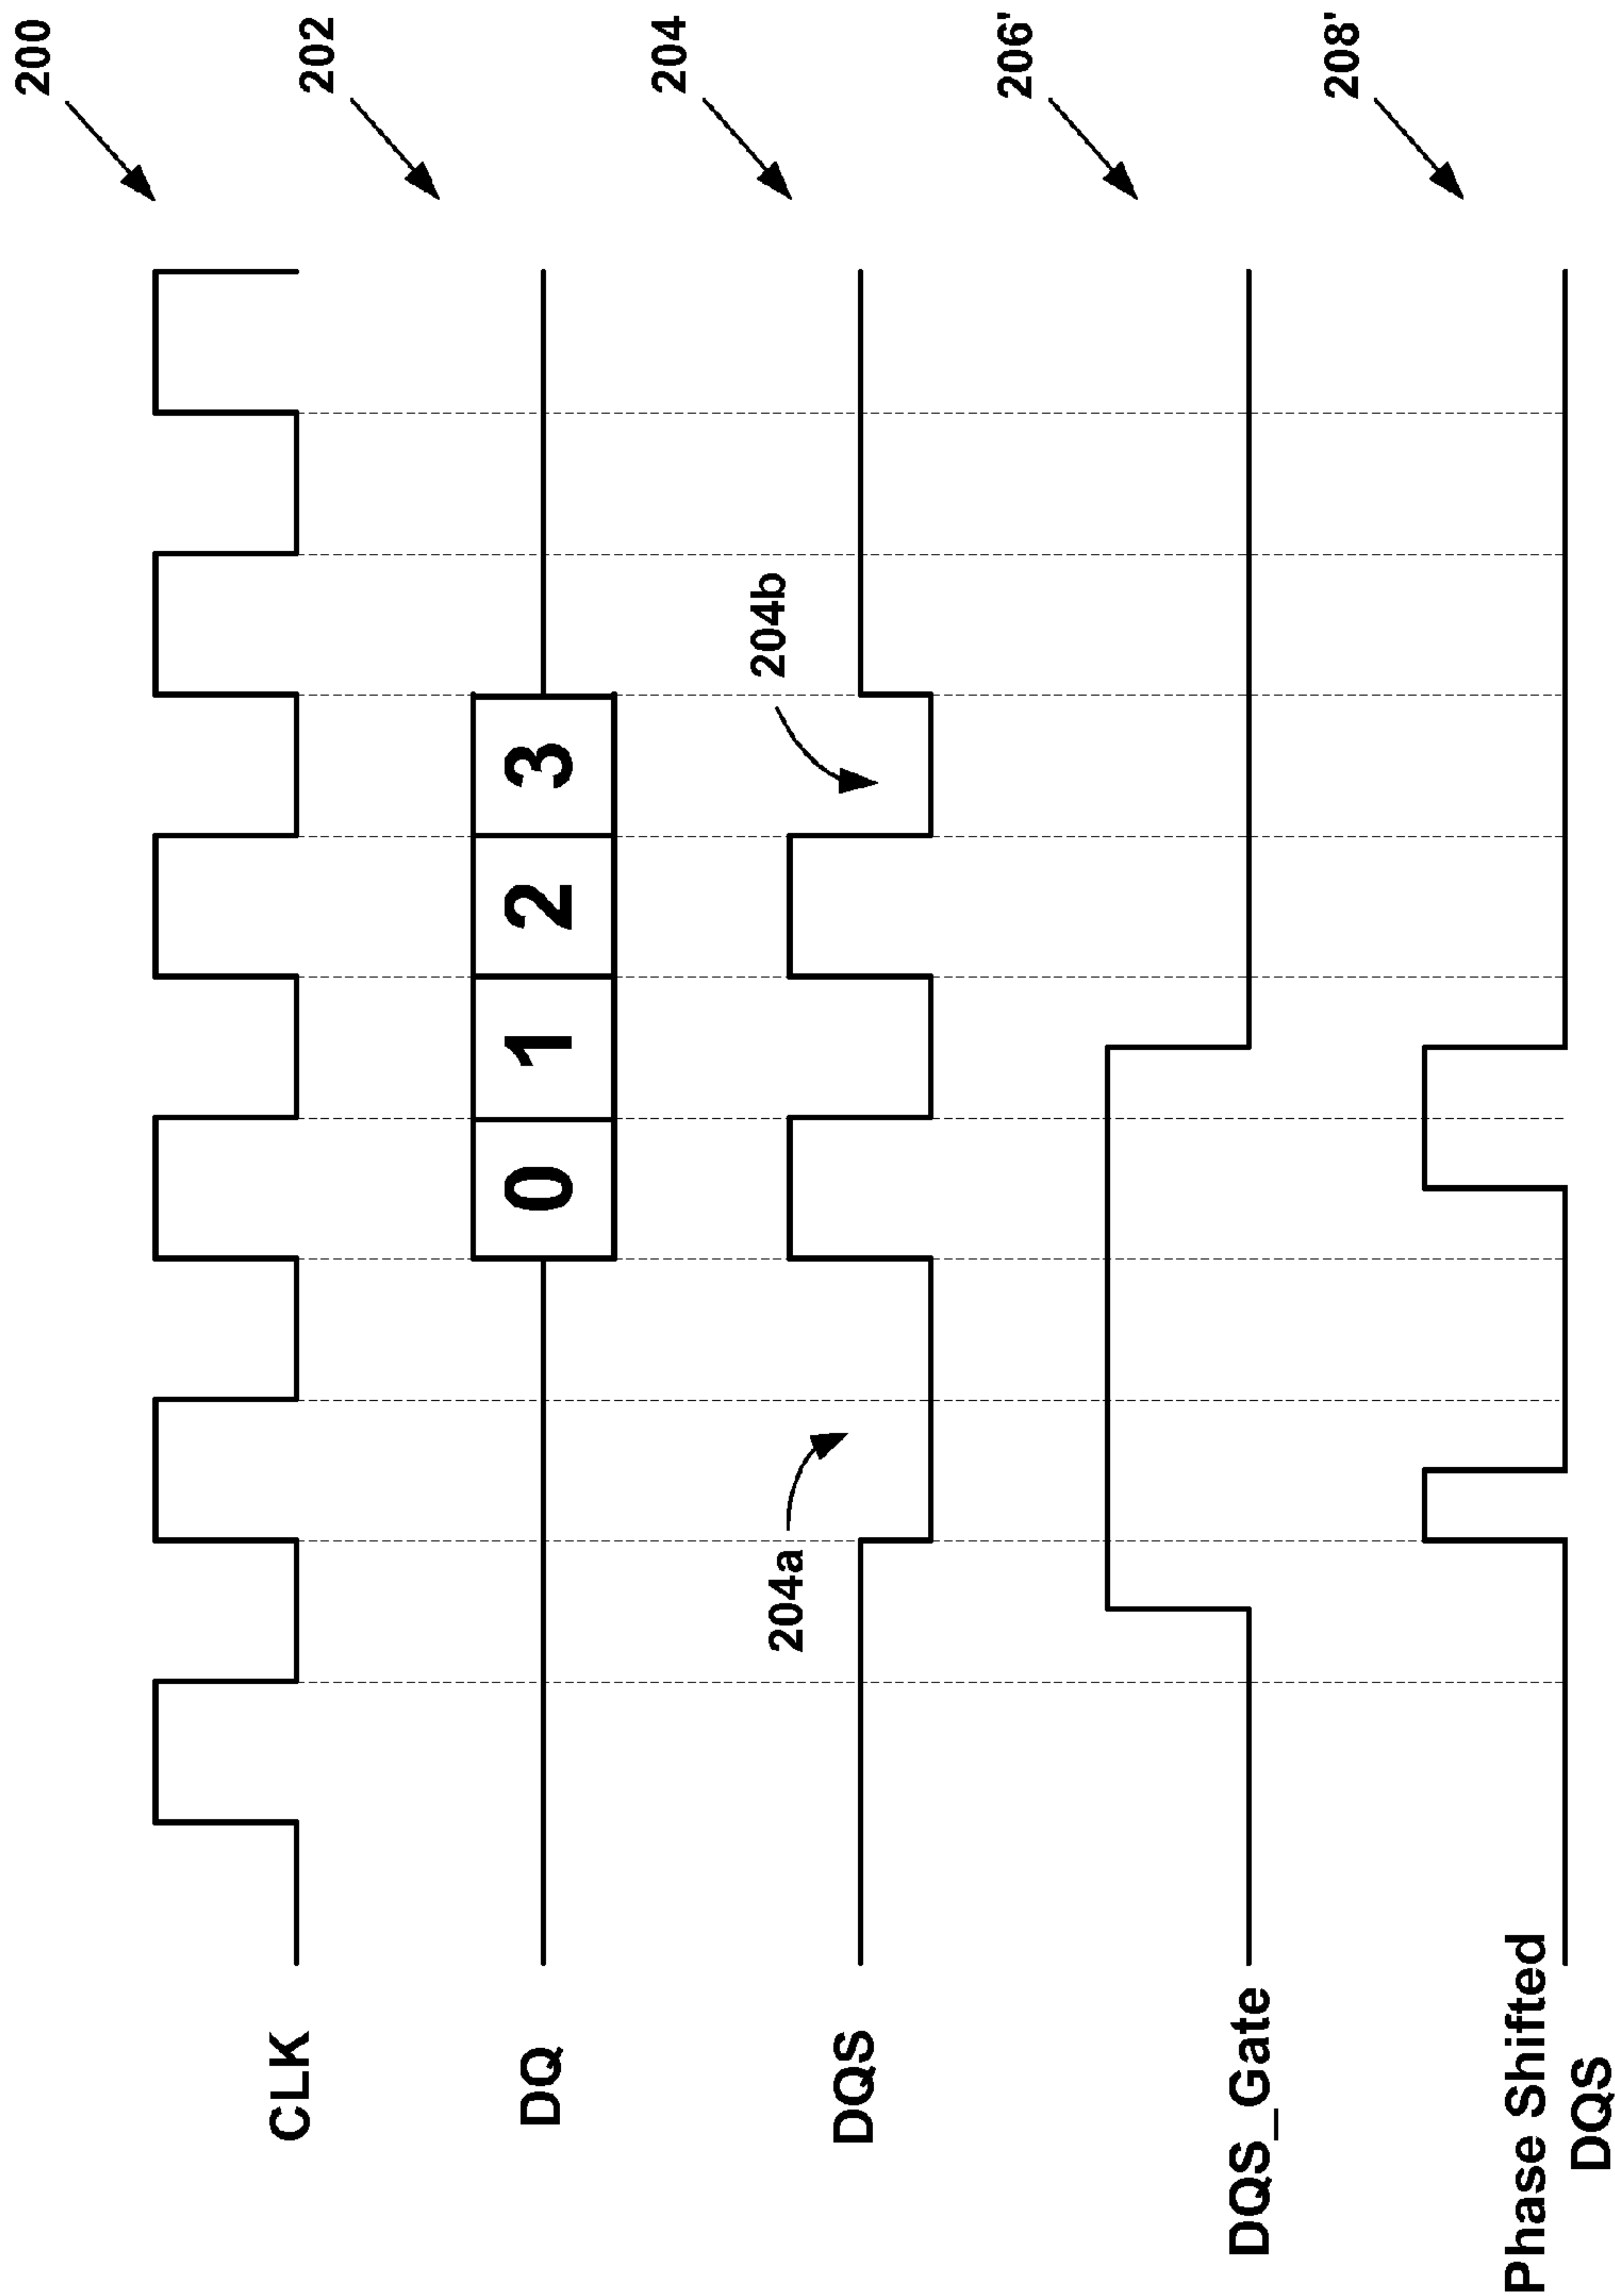 200
CLK
202
DQ
0 1 2 3
204
DQS
204a
204b
206'
DQS_Gate
208'
Phase Shifted
DQS